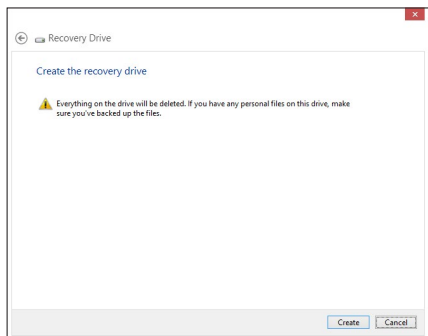 Recovery Drive
Create the recovery drive
Everything on the drive will be deleted. If you have any personal files on this drive, make
sure you've backed up the files.
Create Cancel